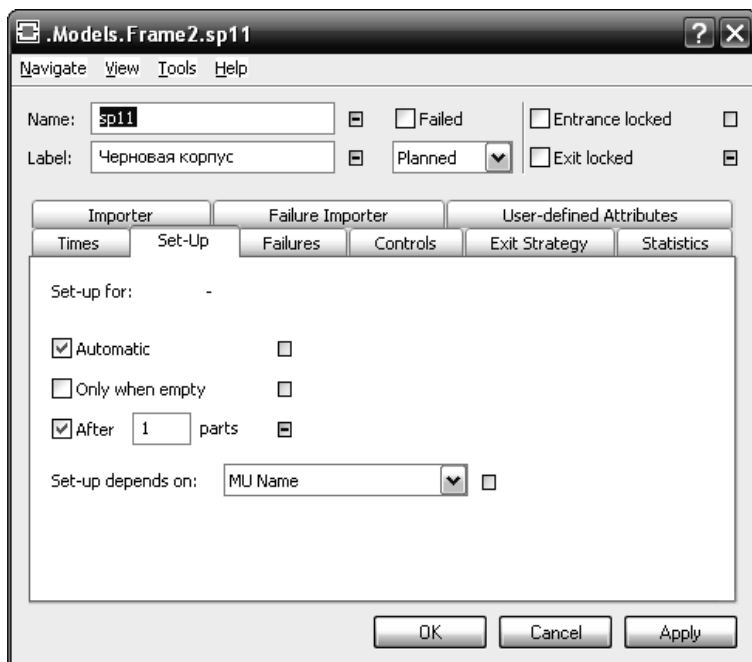 .Models.Frame2.sp11
Navigate View Tools Help
Name: sp11 Failed Entrance locked
Label: Черновая корпус Planned Exit locked
Importer Failure Importer User-defined Attributes
Times Set-Up Failures Controls Exit Strategy Statistics
Set-up for: -
Automatic
Only when empty
After 1 parts
Set-up depends on: MU Name
OK Cancel Apply